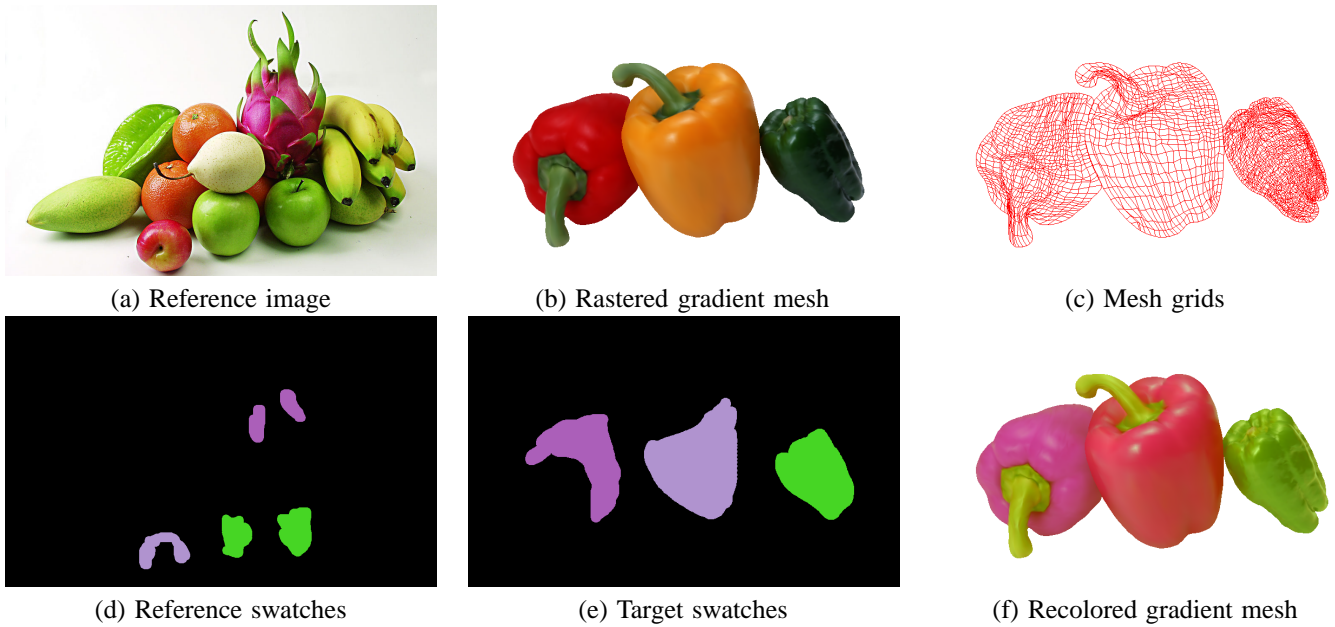 (a) Reference image
(b) Rastered gradient mesh
(c) Mesh grids
(d) Reference swatches
(e) Target swatches
(f) Recolored gradient mesh